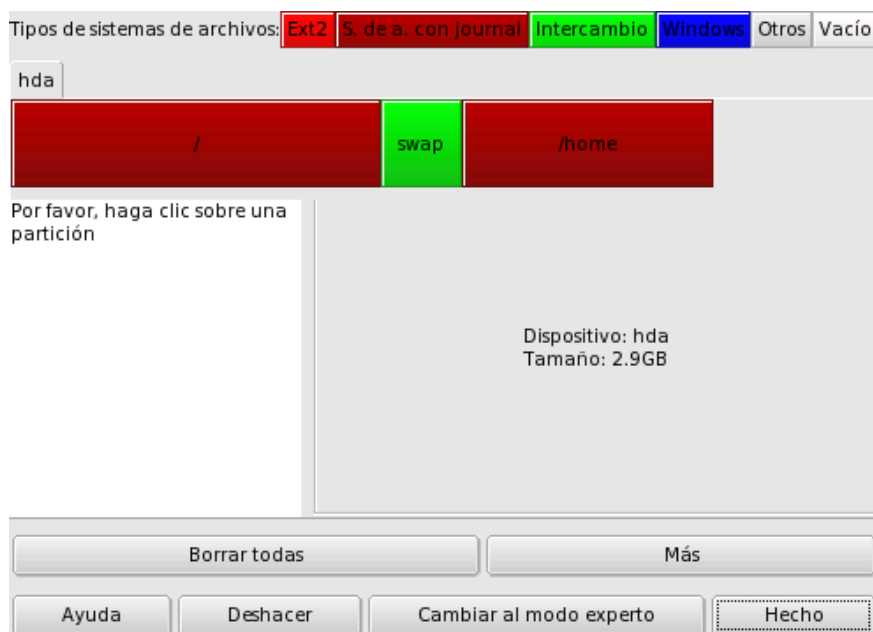 Tipos de sistemas de archivos: Ext2 S. de a. con journal Intercambio Windows Otros Vacío
hda
/ swap /home
Por favor, haga clic sobre una
partición
Dispositivo: hda
Tamaño: 2.9GB
Borrar todas Más
Ayuda Deshacer Cambiar al modo experto Hecho